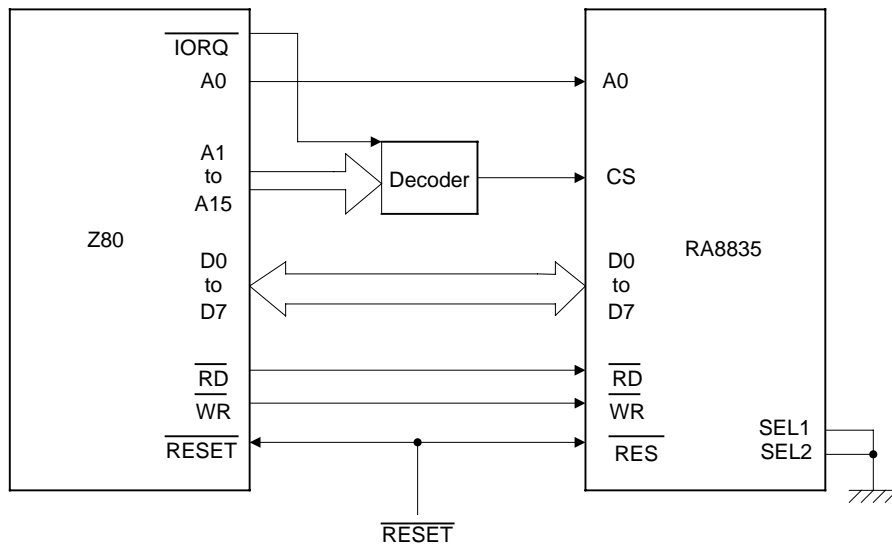 IORQ
A0
A1
to
A15
Z80
D0
to
D7
RD
WR
RESET
Decoder
RESET
A0
CS
RA8835
D0
to
D7
RD
WR
RES
SEL1
SEL2